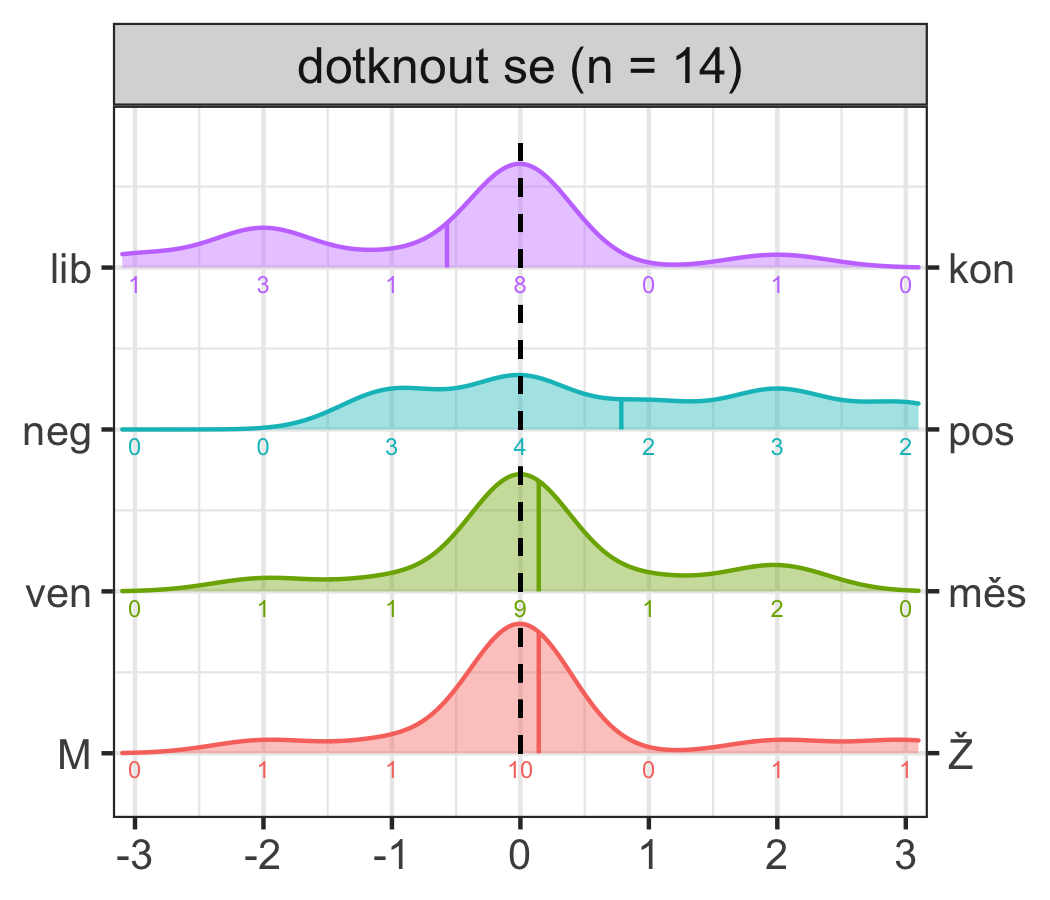 dotknout se (n = 14)
lib kon
1 3 1 8 0 1 0
neg pos
0 0 3 4 2 3 2
ven měs
0 1 1 9 1 2 0
M Ž
0 1 1 10 0 1 1
-3 -2 -1 0 1 2 3